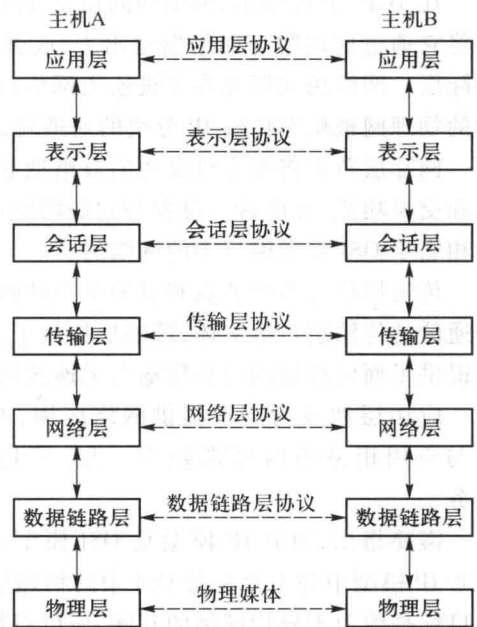 主机A 主机B
应用层 应用层协议 应用层
表示层 表示层协议 表示层
会话层 会话层协议 会话层
传输层 传输层协议 传输层
网络层 网络层协议 网络层
数据链路层 数据链路层协议 数据链路层
物理层 物理媒体 物理层